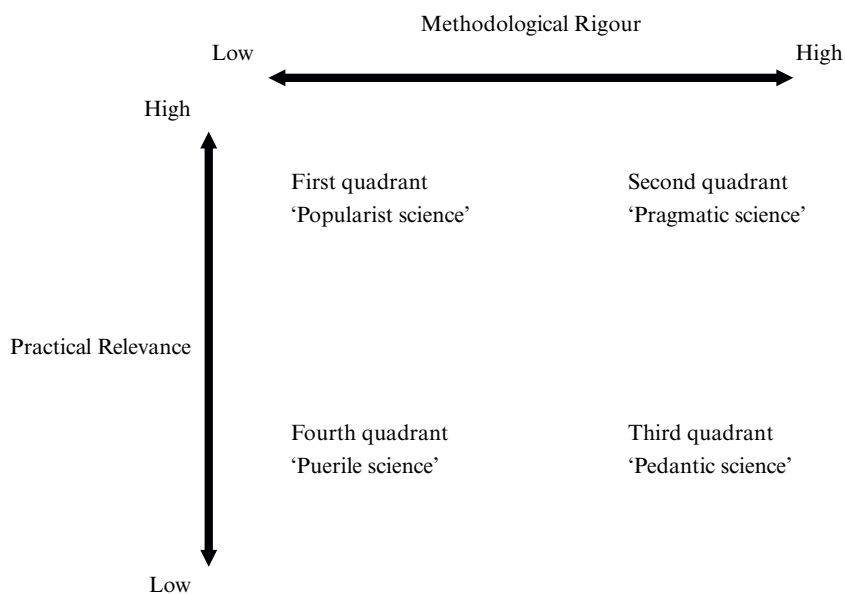 Methodological Rigour
Low
High
High
First quadrant
‘Popularist science’
Second quadrant
‘Pragmatic science’
Practical Relevance
Fourth quadrant
‘Puerile science’
Third quadrant
‘Pedantic science’
Low